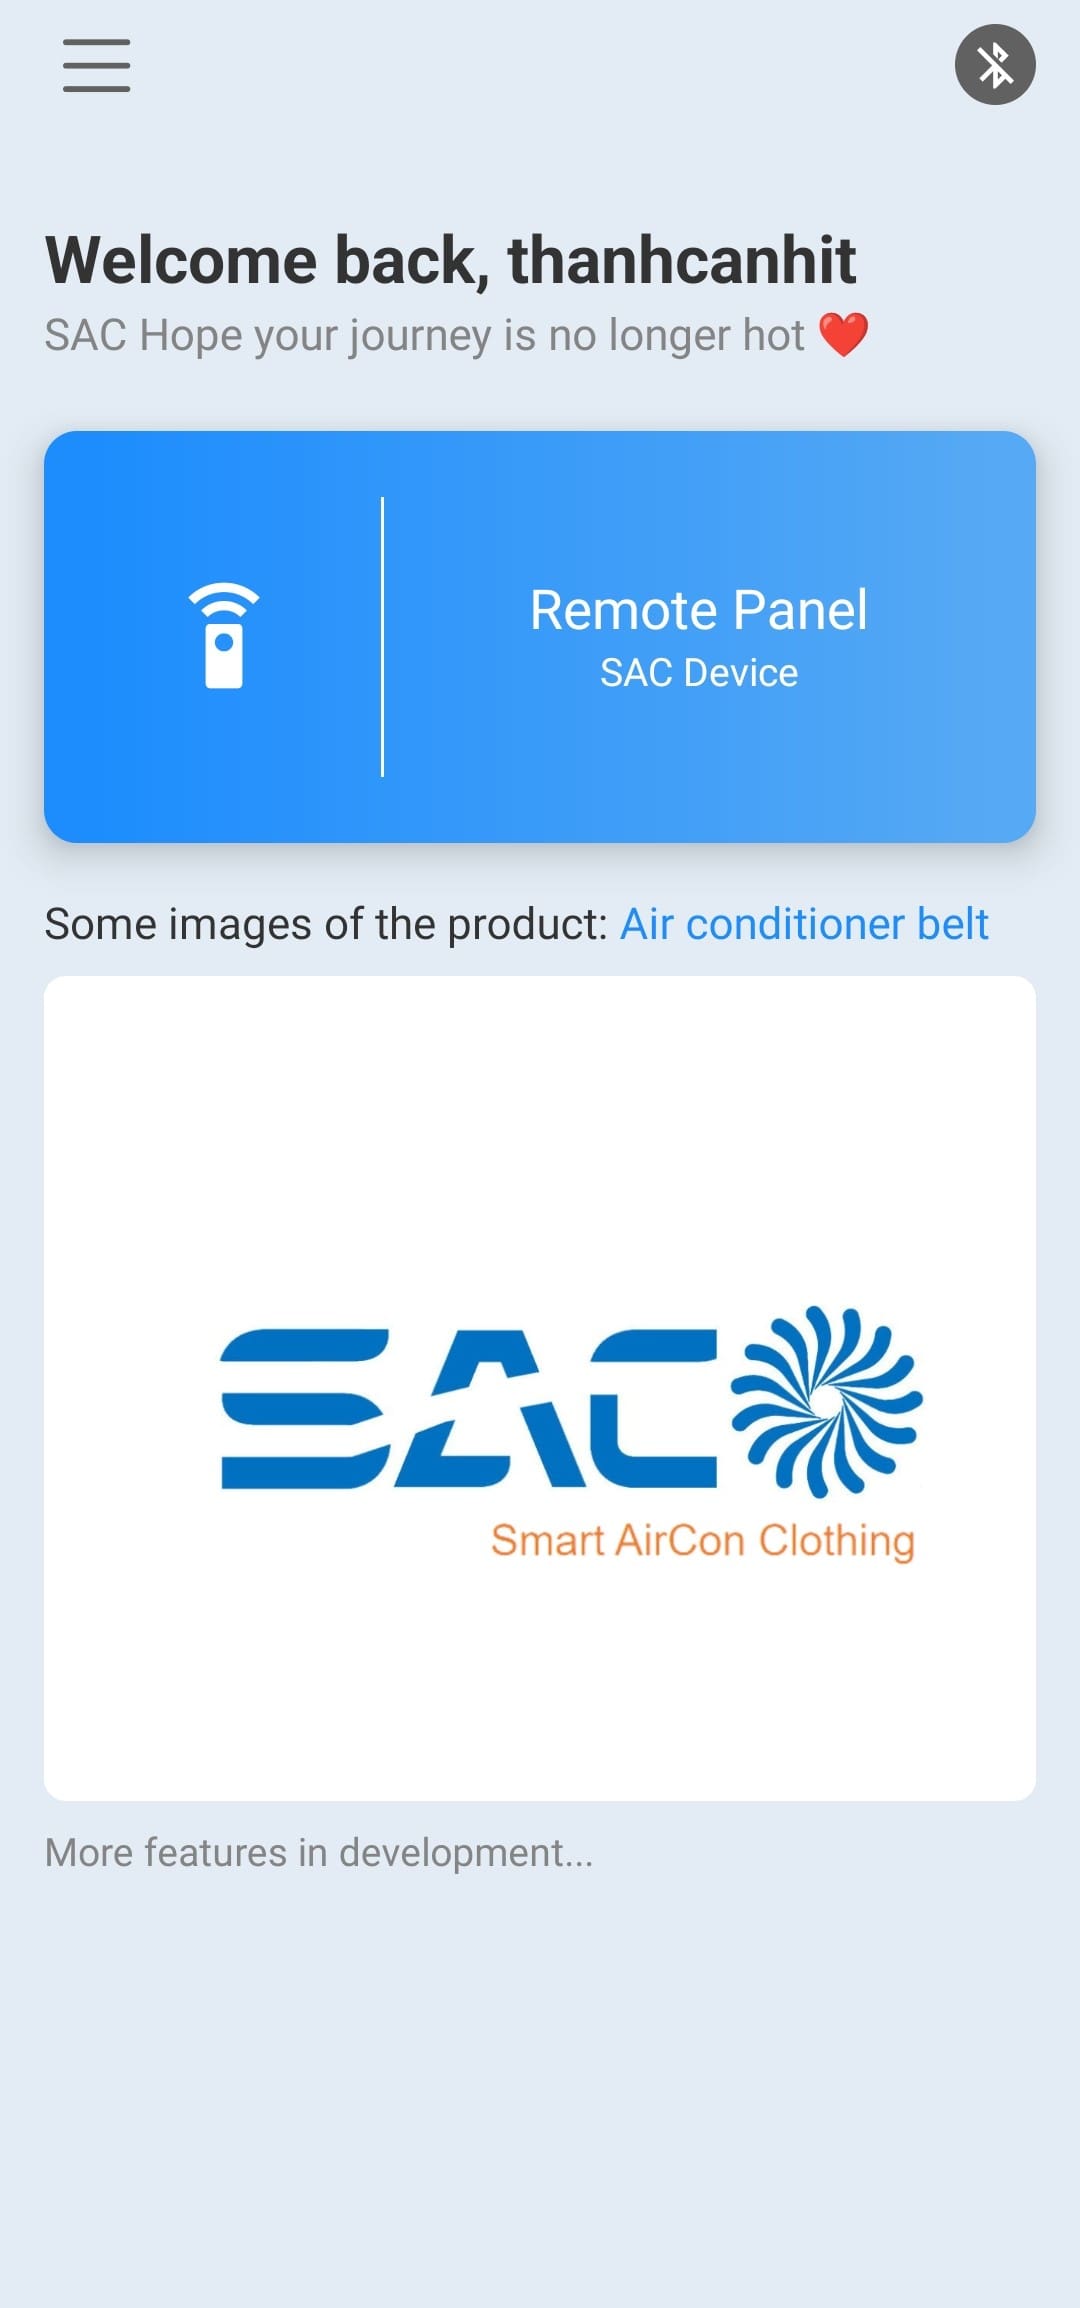 Welcome back, thanhcanhit
SAC Hope your journey is no longer hot ❤️
Remote Panel
SAC Device
Some images of the product: Air conditioner belt
SAC
Smart AirCon Clothing
More features in development...